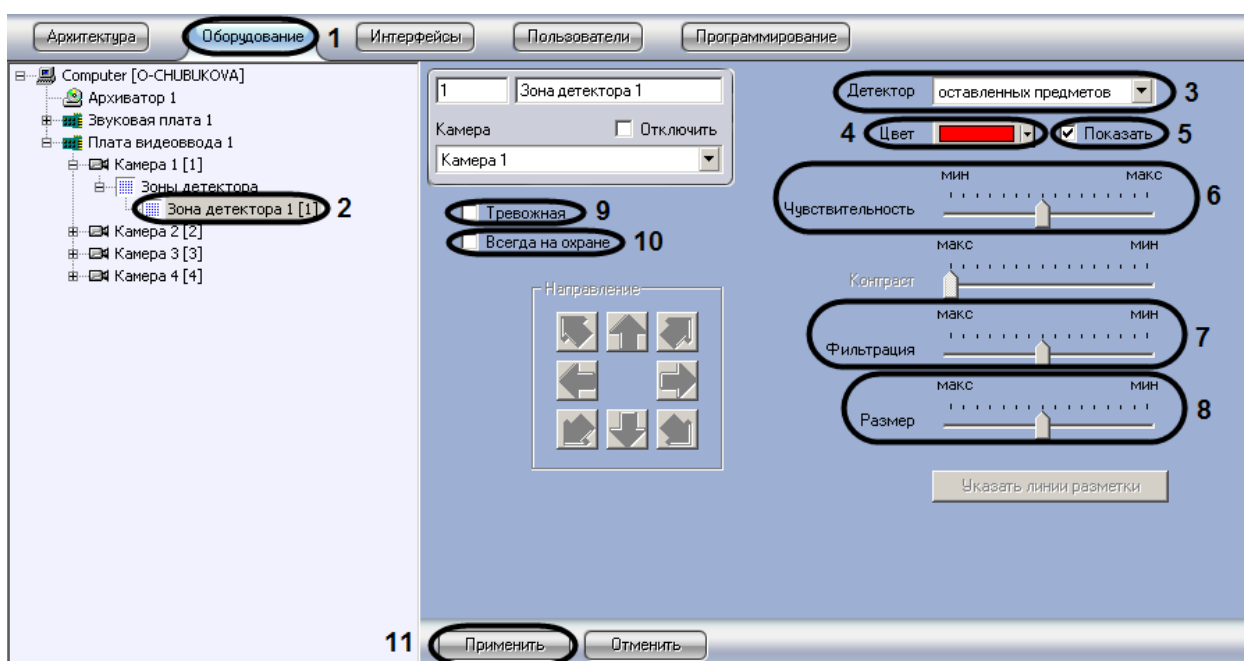 Архитектура
Оборудование
1
Интерфейсы
Пользователи
Программирование
Computer [O-CHUBUKOVA]
Архиватор 1
Звуковая плата 1
Плата видеоввода 1
Камера 1 [1]
Зоны детектора
Зона детектора 1 [1]
2
Камера 2 [2]
Камера 3 [3]
Камера 4 [4]
1
Зона детектора 1
Камера
Отключить
Камера 1
Тревожная
9
Всегда на охране
10
Направление
Детектор
оставленных предметов
3
4
Цвет
Показать
5
мин
макс
Чувствительность
6
макс
мин
Контраст
макс
мин
Фильтрация
7
макс
мин
Размер
8
Указать линии разметки
11
Применить
Отменить